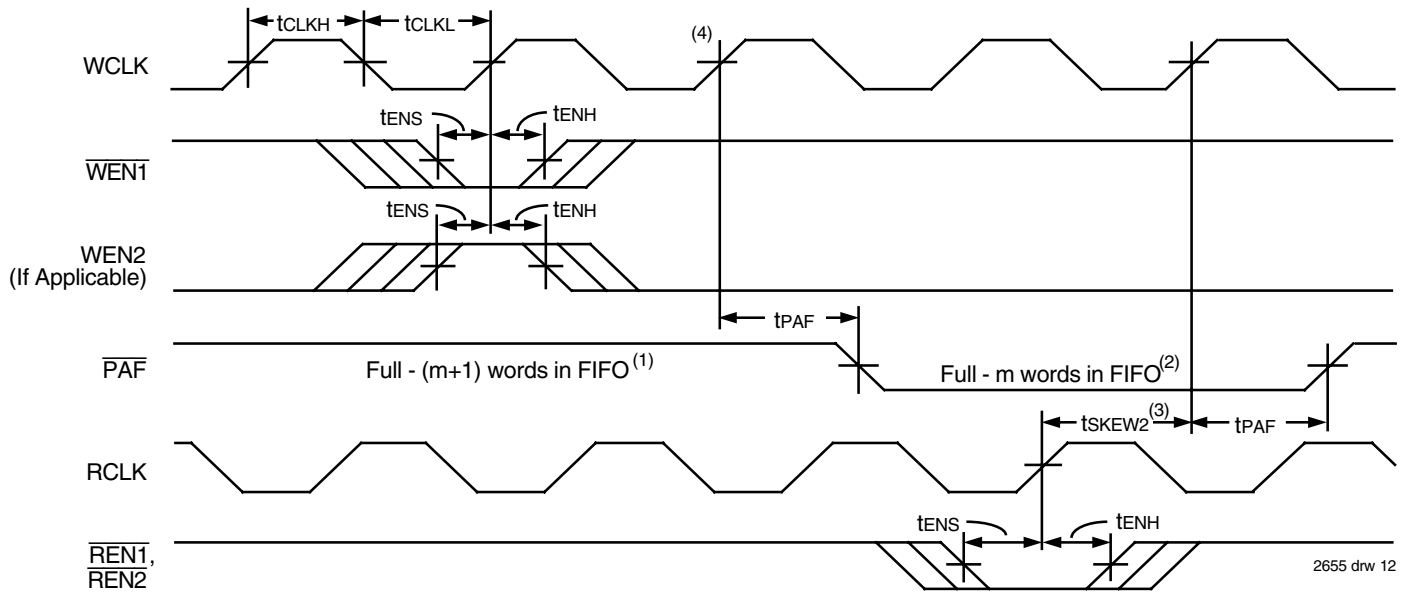 tCLKH tCLKL
WCLK
(4)
tENS tENH
WEN1
tENS tENH
WEN2
(If Applicable)
tPAF
PAF
Full - (m+1) words in FIFO(1)
Full - m words in FIFO(2)
tSKEW2(3) tPAF
RCLK
tENS tENH
REN1,
REN2
2655 drw 12